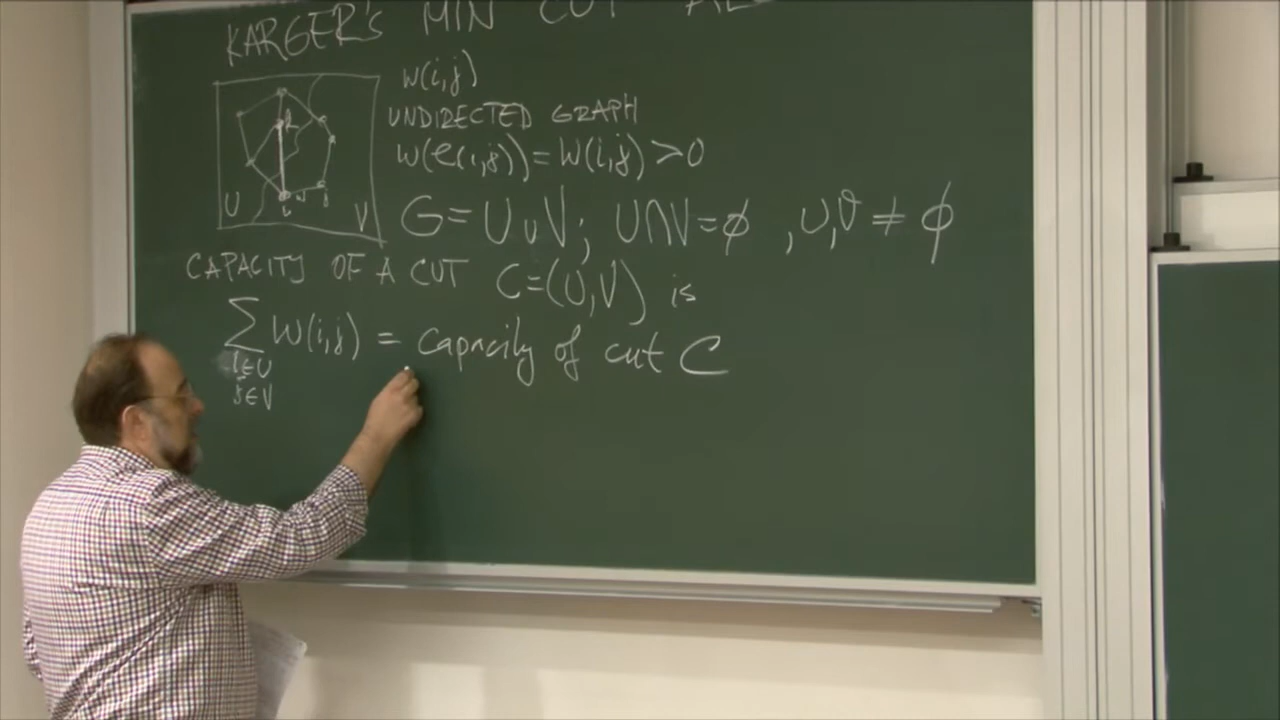 KARGER'S MIN CUT
w(i,j)
UNDIRECTED GRAPH
w(e(i,j)) = w(i,j) > 0
U V
G = U ∪ V; U ∩ V = ϕ , U, V ≠ ϕ
CAPACITY OF A CUT C = (U, V) is
∑ w(i,j) = capacity of cut C
i∈U
j∈V